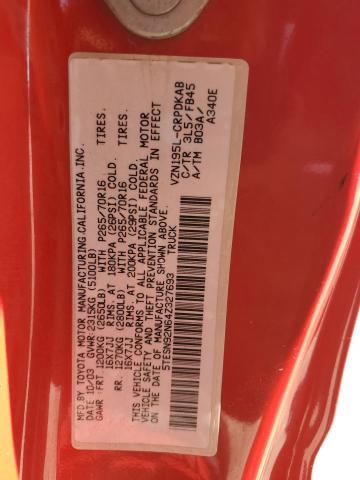 MFD. BY TOYOTA MOTOR MANUFACTURING CALIFORNIA, INC.
DATE 10/03 GVWR 2315KG (5100LB)
GAWR: FRT 1200KG (2650LB) WITH P265/70R16 TIRES,
16X7JJ RIMS, AT 180KPA (26PSI) COLD.
RR. 1270KG (2800LB) WITH P265/70R16 TIRES,
16X7JJ RIMS, AT 200KPA (29PSI) COLD.
THIS VEHICLE CONFORMS TO ALL APPLICABLE FEDERAL MOTOR
VEHICLE SAFETY AND THEFT PREVENTION STANDARDS IN EFFECT
ON THE DATE OF MANUFACTURE SHOWN ABOVE.
5TESN92N64Z327693 TRUCK
VZN195L-CRPDKAB
C/TR 3L5/FB45
A/TM B03A/
A340E